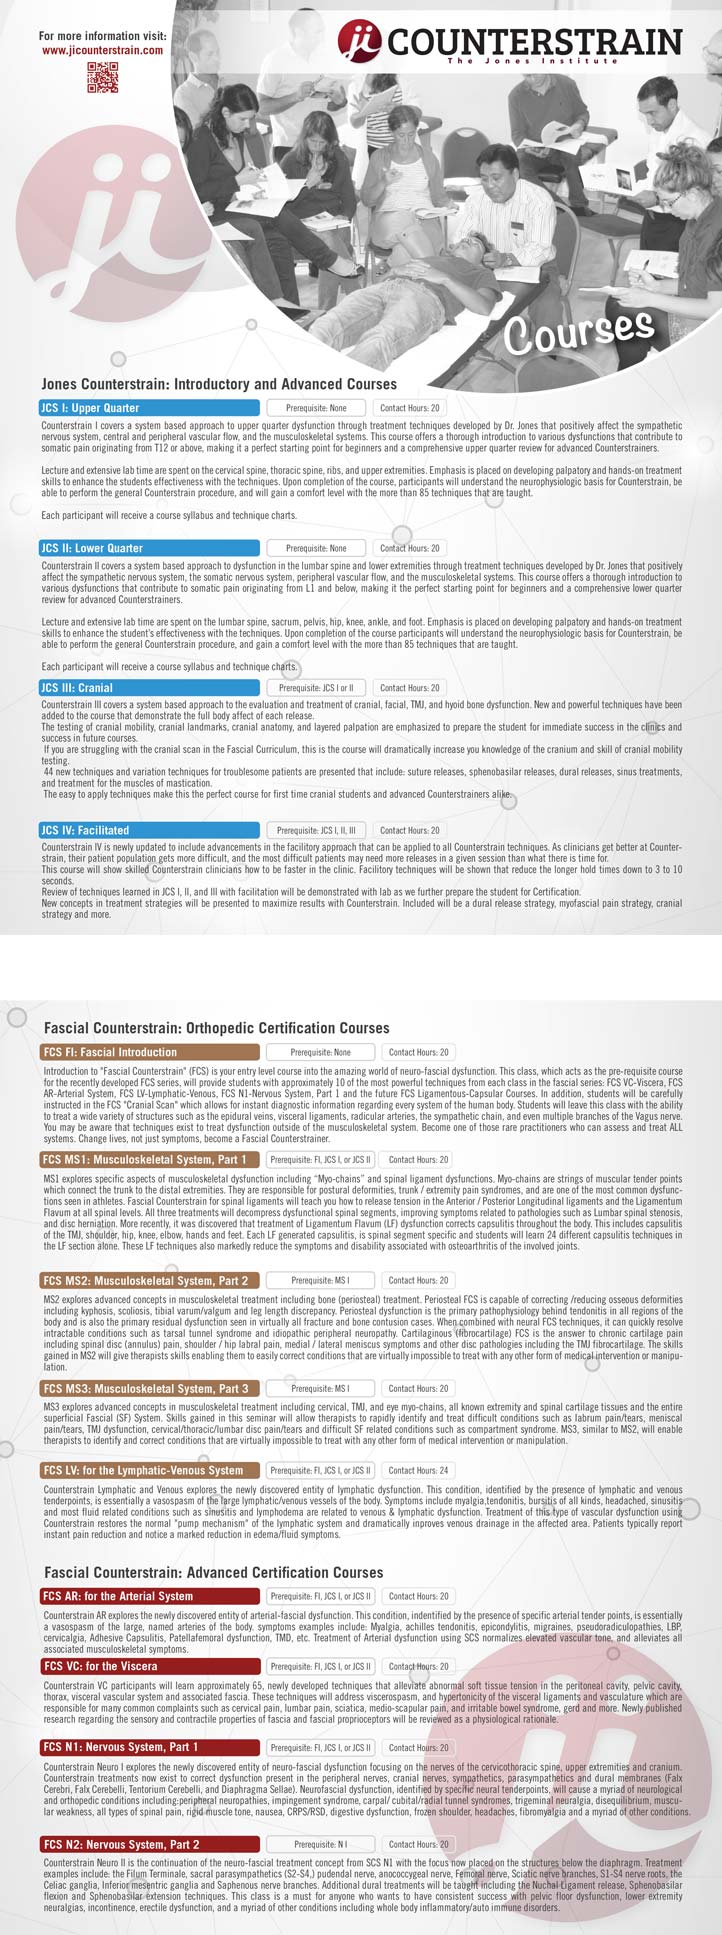 For more information visit:
www.jicounterstrain.com
ji COUNTERSTRAIN
The Jones Institute
ji
Courses
Jones Counterstrain: Introductory and Advanced Courses
JCS I: Upper Quarter Prerequisite: None Contact Hours: 20
Counterstrain I covers a system based approach to upper quarter dysfunction through treatment techniques developed by Dr. Jones that positively affect the sympathetic
nervous system, central and peripheral vascular flow, and the musculoskeletal systems. This course offers a thorough introduction to various dysfunctions that contribute to
somatic pain originating from T12 or above, making it a perfect starting point for beginners and a comprehensive upper quarter review for advanced Counterstrainers.
Lecture and extensive lab time are spent on the cervical spine, thoracic spine, ribs, and upper extremities. Emphasis is placed on developing palpatory and hands-on treatment
skills to enhance the students effectiveness with the techniques. Upon completion of the course, participants will understand the neurophysiologic basis for Counterstrain, be
able to perform the general Counterstrain procedure, and will gain a comfort level with the more than 85 techniques that are taught.
Each participant will receive a course syllabus and technique charts.
JCS II: Lower Quarter Prerequisite: None Contact Hours: 20
Counterstrain II covers a system based approach to dysfunction in the lumbar spine and lower extremities through treatment techniques developed by Dr. Jones that positively
affect the sympathetic nervous system, the somatic nervous system, peripheral vascular flow, and the musculoskeletal systems. This course offers a thorough introduction to
various dysfunctions that contribute to somatic pain originating from L1 and below, making it the perfect starting point for beginners and a comprehensive lower quarter
review for advanced Counterstrainers.
Lecture and extensive lab time are spent on the lumbar spine, sacrum, pelvis, hip, knee, ankle, and foot. Emphasis is placed on developing palpatory and hands-on treatment
skills to enhance the student's effectiveness with the techniques. Upon completion of the course participants will understand the neurophysiologic basis for Counterstrain, be
able to perform the general Counterstrain procedure, and gain a comfort level with the more than 85 techniques that are taught.
Each participant will receive a course syllabus and technique charts.
JCS III: Cranial Prerequisite: JCS I or II Contact Hours: 20
Counterstrain III covers a system based approach to the evaluation and treatment of cranial, facial, TMJ, and hyoid bone dysfunction. New and powerful techniques have been
added to the course that demonstrate the full body affect of each release.
The testing of cranial mobility, cranial landmarks, cranial anatomy, and layered palpation are emphasized to prepare the student for immediate success in the clinics and
success in future courses.
If you are struggling with the cranial scan in the Fascial Curriculum, this is the course will dramatically increase you knowledge of the cranium and skill of cranial mobility
testing.
44 new techniques and variation techniques for troublesome patients are presented that include: suture releases, sphenobasilar releases, dural releases, sinus treatments,
and treatment for the muscles of mastication.
The easy to apply techniques make this the perfect course for first time cranial students and advanced Counterstrainers alike.
JCS IV: Facilitated Prerequisite: JCS I, II, III Contact Hours: 20
Counterstrain IV is newly updated to include advancements in the facilitory approach that can be applied to all Counterstrain techniques. As clinicians get better at Counter-
strain, their patient population gets more difficult, and the most difficult patients may need more releases in a given session than what there is time for.
This course will show skilled Counterstrain clinicians how to be faster in the clinic. Facilitory techniques will be shown that reduce the longer hold times down to 3 to 10
seconds.
Review of techniques learned in JCS I, II, and III with facilitation will be demonstrated with lab as we further prepare the student for Certification.
New concepts in treatment strategies will be presented to maximize results with Counterstrain. Included will be a dural release strategy, myofascial pain strategy, cranial
strategy and more.
Fascial Counterstrain: Orthopedic Certification Courses
FCS FI: Fascial Introduction Prerequisite: None Contact Hours: 20
Introduction to "Fascial Counterstrain" (FCS) is your entry level course into the amazing world of neuro-fascial dysfunction. This class, which acts as the pre-requisite course
for the recently developed FCS series, will provide students with approximately 10 of the most powerful techniques from each class in the fascial series: FCS VC-Viscera, FCS
AR-Arterial System, FCS LV-Lymphatic-Venous, FCS N1-Nervous System, Part 1 and the future FCS Ligamentous-Capsular Courses. In addition, students will be carefully
instructed in the FCS "Cranial Scan" which allows for instant diagnostic information regarding every system of the human body. Students will leave this class with the ability
to treat a wide variety of structures such as the epidural veins, visceral ligaments, radicular arteries, the sympathetic chain, and even multiple branches of the Vagus nerve.
You may be aware that techniques exist to treat dysfunction outside of the musculoskeletal system. Become one of those rare practitioners who can assess and treat ALL
systems. Change lives, not just symptoms, become a Fascial Counterstrainer.
FCS MS1: Musculoskeletal System, Part 1 Prerequisite: FI, JCS I, or JCS II Contact Hours: 20
MS1 explores specific aspects of musculoskeletal dysfunction including “Myo-chains” and spinal ligament dysfunctions. Myo-chains are strings of muscular tender points
which connect the trunk to the distal extremities. They are responsible for postural deformities, trunk / extremity pain syndromes, and are one of the most common dysfunc-
tions seen in athletes. Fascial Counterstrain for spinal ligaments will teach you how to release tension in the Anterior / Posterior Longitudinal ligaments and the Ligamentum
Flavum at all spinal levels. All three treatments will decompress dysfunctional spinal segments, improving symptoms related to pathologies such as Lumbar spinal stenosis,
and disc herniation. More recently, it was discovered that treatment of Ligamentum Flavum (LF) dysfunction corrects capsulitis throughout the body. This includes capsulitis
of the TMJ, shoulder, hip, knee, elbow, hands and feet. Each LF generated capsulitis, is spinal segment specific and students will learn 24 different capsulitis techniques in
the LF section alone. These LF techniques also markedly reduce the symptoms and disability associated with osteoarthritis of the involved joints.
FCS MS2: Musculoskeletal System, Part 2 Prerequisite: MS I Contact Hours: 20
MS2 explores advanced concepts in musculoskeletal treatment including bone (periosteal) treatment. Periosteal FCS is capable of correcting /reducing osseous deformities
including kyphosis, scoliosis, tibial varum/valgum and leg length discrepancy. Periosteal dysfunction is the primary pathophysiology behind tendonitis in all regions of the
body and is also the primary residual dysfunction seen in virtually all fracture and bone contusion cases. When combined with neural FCS techniques, it can quickly resolve
intractable conditions such as tarsal tunnel syndrome and idiopathic peripheral neuropathy. Cartilaginous (fibrocartilage) FCS is the answer to chronic cartilage pain
including spinal disc (annulus) pain, shoulder / hip labral pain, medial / lateral meniscus symptoms and other disc pathologies including the TMJ fibrocartilage. The skills
gained in MS2 will give therapists skills enabling them to easily correct conditions that are virtually impossible to treat with any other form of medical intervention or manipu-
lation.
FCS MS3: Musculoskeletal System, Part 3 Prerequisite: MS I Contact Hours: 20
MS3 explores advanced concepts in musculoskeletal treatment including cervical, TMJ, and eye myo-chains, all known extremity and spinal cartilage tissues and the entire
superficial Fascial (SF) System. Skills gained in this seminar will allow therapists to rapidly identify and treat difficult conditions such as labrum pain/tears, meniscal
pain/tears, TMJ dysfunction, cervical/thoracic/lumbar disc pain/tears and difficult SF related conditions such as compartment syndrome. MS3, similar to MS2, will enable
therapists to identify and correct conditions that are virtually impossible to treat with any other form of medical intervention or manipulation.
FCS LV: for the Lymphatic-Venous System Prerequisite: FI, JCS I, or JCS II Contact Hours: 24
Counterstrain Lymphatic and Venous explores the newly discovered entity of lymphatic dysfunction. This condition, identified by the presence of lymphatic and venous
tenderpoints, is essentially a vasospasm of the large lymphatic/venous vessels of the body. Symptoms include myalgia,tendonitis, bursitis of all kinds, headached, sinusitis
and most fluid related conditions such as sinusitis and lymphedema are related to venous & lymphatic dysfunction. Treatment of this type of vascular dysfunction using
Counterstrain restores the normal "pump mechanism" of the lymphatic system and dramatically inproves venous drainage in the affected area. Patients typically report
instant pain reduction and notice a marked reduction in edema/fluid symptoms.
Fascial Counterstrain: Advanced Certification Courses
FCS AR: for the Arterial System Prerequisite: FI, JCS I, or JCS II Contact Hours: 20
Counterstrain AR explores the newly discovered entity of arterial-fascial dysfunction. This condition, indentified by the presence of specific arterial tender points, is essentially
a vasospasm of the large, named arteries of the body. symptoms examples include: Myalgia, achilles tendonitis, epicondylitis, migraines, pseudoradiculopathies, LBP,
cervicalgia, Adhesive Capsulitis, Patellafemoral dysfunction, TMD, etc. Treatment of Arterial dysfunction using SCS normalizes elevated vascular tone, and alleviates all
associated musculoskeletal symptoms.
FCS VC: for the Viscera Prerequisite: FI, JCS I, or JCS II Contact Hours: 20
Counterstrain VC participants will learn approximately 65, newly developed techniques that alleviate abnormal soft tissue tension in the peritoneal cavity, pelvic cavity,
thorax, visceral vascular system and associated fascia. These techniques will address viscerospasm, and hypertonicity of the visceral ligaments and vasculature which are
responsible for many common complaints such as cervical pain, lumbar pain, sciatica, medio-scapular pain, and irritable bowel syndrome, gerd and more. Newly published
research regarding the sensory and contractile properties of fascia and fascial proprioceptors will be reviewed as a physiological rationale.
FCS N1: Nervous System, Part 1 Prerequisite: FI, JCS I, or JCS II Contact Hours: 20
Counterstrain Neuro I explores the newly discovered entity of neuro-fascial dysfunction focusing on the nerves of the cervicothoracic spine, upper extremities and cranium.
Counterstrain treatments now exist to correct dysfunction present in the peripheral nerves, cranial nerves, sympathetics, parasympathetics and dural membranes (Falx
Cerebri, Falx Cerebelli, Tentorium Cerebelli, and Diaphragma Sellae). Neurofascial dysfunction, identified by specific neural tenderpoints, will cause a myriad of neurological
and orthopedic conditions including:peripheral neuropathies, impingement syndrome, carpal/ cubital/radial tunnel syndromes, trigeminal neuralgia, disequilibrium, muscu-
lar weakness, all types of spinal pain, rigid muscle tone, nausea, CRPS/RSD, digestive dysfunction, frozen shoulder, headaches, fibromyalgia and a myriad of other conditions.
FCS N2: Nervous System, Part 2 Prerequisite: N I Contact Hours: 20
Counterstrain Neuro II is the continuation of the neuro-fascial treatment concept from SCS N1 with the focus now placed on the structures below the diaphragm. Treatment
examples include: the Filum Terminale, sacral parasympathetics (S2-S4,) pudendal nerve, anococcygeal nerve, Femoral nerve, Sciatic nerve branches, S1-S4 nerve roots, the
Celiac ganglia, Inferior mesentric ganglia and Saphenous nerve branches. Additional dural treatments will be taught including the Nuchal Ligament release, Sphenobasilar
flexion and Sphenobasilar extension techniques. This class is a must for anyone who wants to have consistent success with pelvic floor dysfunction, lower extremity
neuralgias, incontinence, erectile dysfunction, and a myriad of other conditions including whole body inflammatory/auto immune disorders.
ji